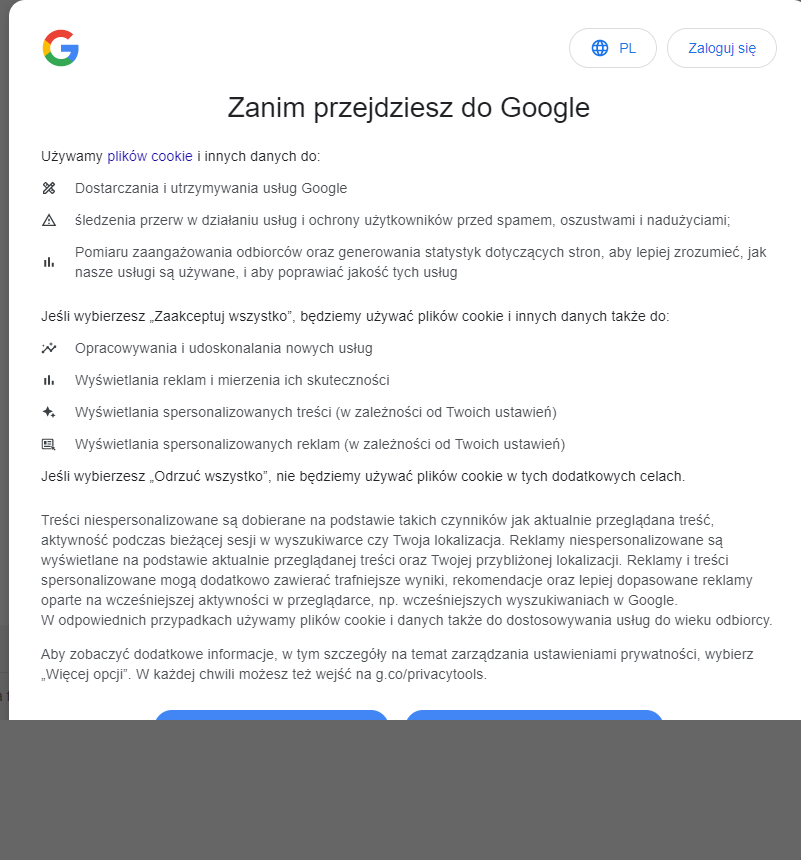 PL
Zaloguj się
Zanim przejdziesz do Google
Używamy plików cookie i innych danych do:
Dostarczania i utrzymywania usług Google
śledzenia przerw w działaniu usług i ochrony użytkowników przed spamem, oszustwami i nadużyciami;
Pomiaru zaangażowania odbiorców oraz generowania statystyk dotyczących stron, aby lepiej zrozumieć, jak
nasze usługi są używane, i aby poprawiać jakość tych usług
Jeśli wybierzesz „Zaakceptuj wszystko”, będziemy używać plików cookie i innych danych także do:
Opracowywania i udoskonalania nowych usług
Wyświetlania reklam i mierzenia ich skuteczności
Wyświetlania spersonalizowanych treści (w zależności od Twoich ustawień)
Wyświetlania spersonalizowanych reklam (w zależności od Twoich ustawień)
Jeśli wybierzesz „Odrzuć wszystko”, nie będziemy używać plików cookie w tych dodatkowych celach.
Treści niespersonalizowane są dobierane na podstawie takich czynników jak aktualnie przeglądana treść,
aktywność podczas bieżącej sesji w wyszukiwarce czy Twoja lokalizacja. Reklamy niespersonalizowane są
wyświetlane na podstawie aktualnie przeglądanej treści oraz Twojej przybliżonej lokalizacji. Reklamy i treści
spersonalizowane mogą dodatkowo zawierać trafniejsze wyniki, rekomendacje oraz lepiej dopasowane reklamy
oparte na wcześniejszej aktywności w przeglądarce, np. wcześniejszych wyszukiwaniach w Google.
W odpowiednich przypadkach używamy plików cookie i danych także do dostosowywania usług do wieku odbiorcy.
Aby zobaczyć dodatkowe informacje, w tym szczegóły na temat zarządzania ustawieniami prywatności, wybierz
„Więcej opcji”. W każdej chwili możesz też wejść na g.co/privacytools.